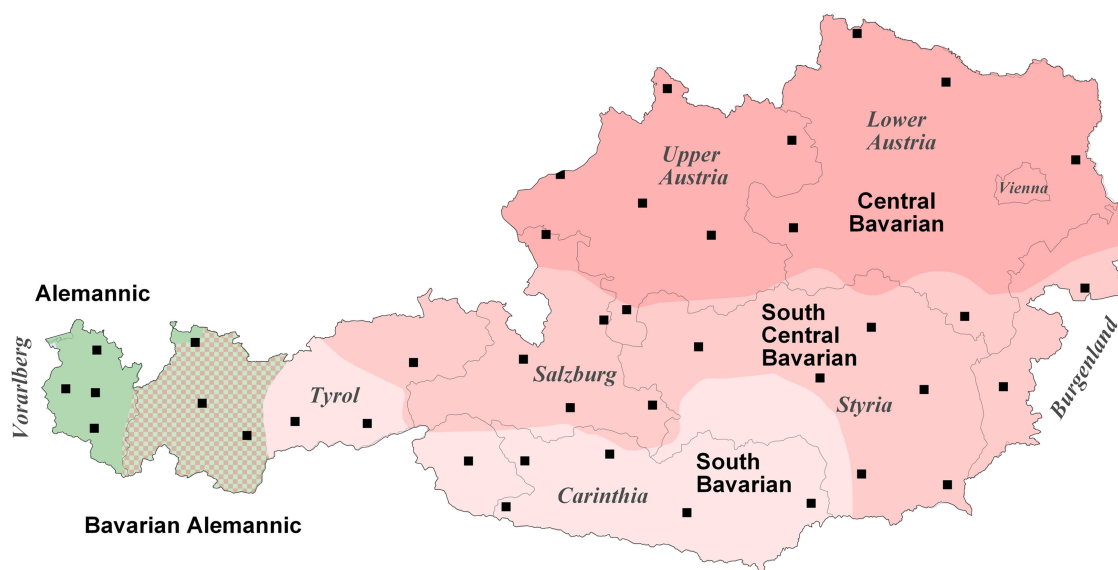 Lower
Austria
Upper
Austria
Vienna
Central
Bavarian
Alemannic
South
Central
Bavarian
Vorarlberg
Tyrol
Salzburg
Styria
Burgenland
South
Bavarian
Carinthia
Bavarian Alemannic